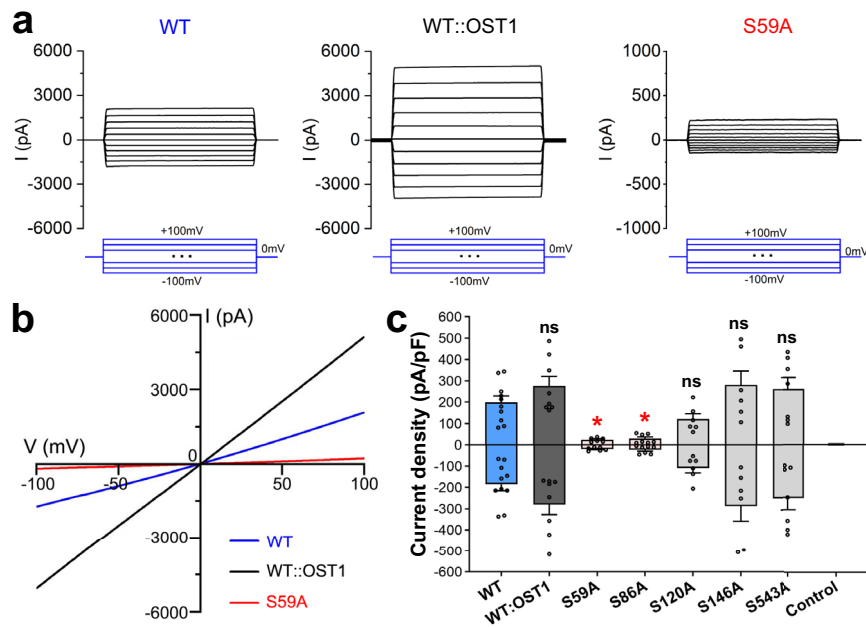 a
WT
WT::OST1
S59A
I (pA)
6000
3000
0
-3000
-6000
+100mV
0mV
-100mV
I (pA)
6000
3000
0
-3000
-6000
+100mV
0mV
-100mV
I (pA)
1000
500
0
-500
-1000
+100mV
0mV
-100mV
b
I (pA)
6000
3000
V (mV)
0
-100
-50
50
100
-3000
-6000
WT
WT::OST1
S59A
c
Current density (pA/pF)
600
500
400
300
200
100
0
-100
-200
-300
-400
-500
-600
ns
*
*
ns
ns
ns
WT
WT:OST1
S59A
S86A
S120A
S146A
S543A
Control